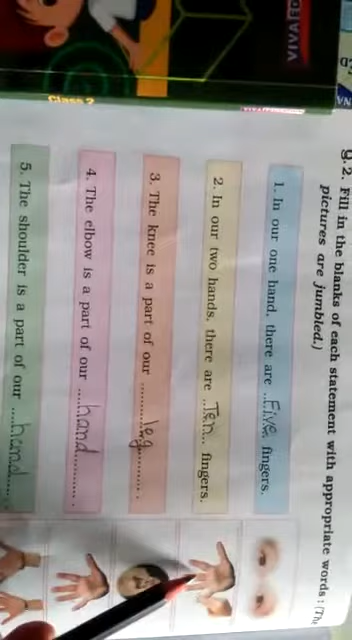 VIVA ED
Class 2
Q.2. Fill in the blanks of each statement with appropriate words : (The
pictures are jumbled.)
1. In our one hand, there are ...Five... fingers.
2. In our two hands, there are ...Ten... fingers.
3. The knee is a part of our ...........leg........... .
4. The elbow is a part of our .....hand........... .
5. The shoulder is a part of our .....hand..... .